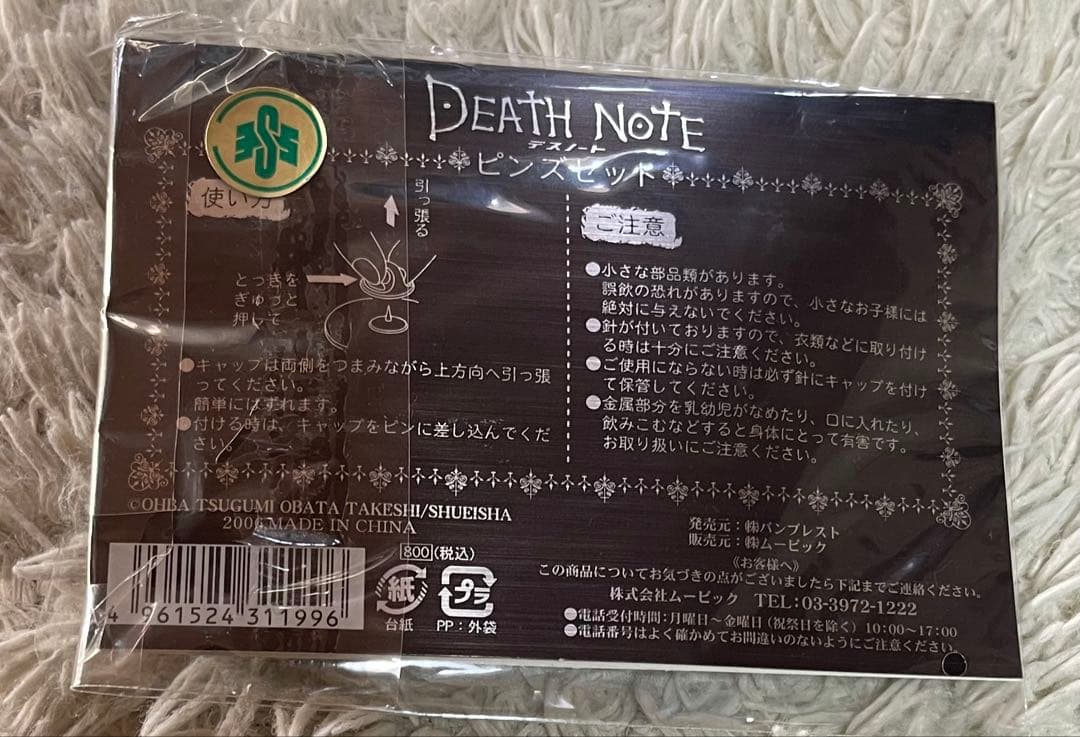 DEATH NOTE
デスノート
ピンズセット
使い方
引っ張る
とっきを
ぎゅっと
押して
●キャップは両側をつまみながら上方向へ引っ張
ってください。
簡単にはずれます。
●付ける時は、キャップをピンに差し込んでくだ
さい。
ご注意
●小さな部品類があります。
誤飲の恐れがありますので、小さなお子様には
絶対に与えないでください。
●針が付いておりますので、衣類などに取り付け
る時は十分にご注意ください。
●ご使用にならない時は必ず針にキャップを付け
て保管してください。
●金属部分を乳幼児がなめたり、口に入れたり、
飲みこむなどすると身体にとって有害です。
お取り扱いにご注意ください。
©OHBA TSUGUMI OBATA TAKESHI/SHUEISHA
2006 MADE IN CHINA
発売元：㈱バンプレスト
販売元：㈱ムービック
800(税込)
4 961524 311996
紙
台紙
プラ
PP：外袋
《お客様へ》
この商品についてお気づきの点がございましたら下記までご連絡ください。
株式会社ムービック TEL：03-3972-1222
●電話受付時間：月曜日～金曜日(祝祭日を除く) 10:00～17:00
●電話番号はよく確かめてお間違いのないようにご注意ください。